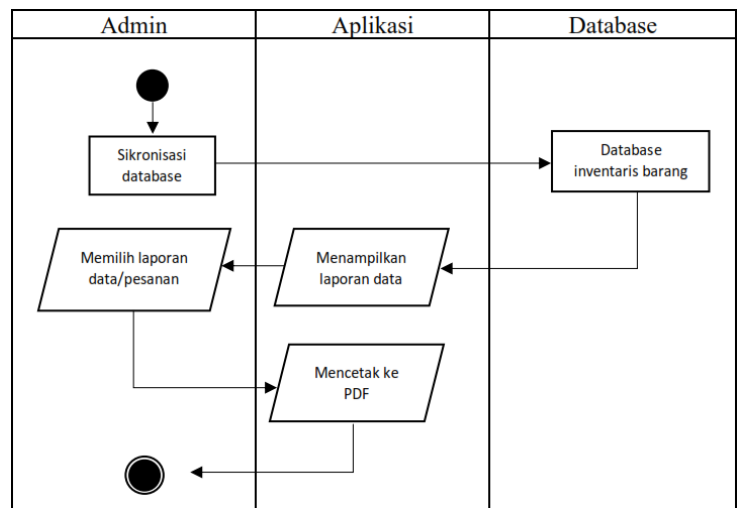 Admin
Aplikasi
Database
Sikronisasi
database
Database
inventaris barang
Memilih laporan
data/pesanan
Menampilkan
laporan data
Mencetak ke
PDF